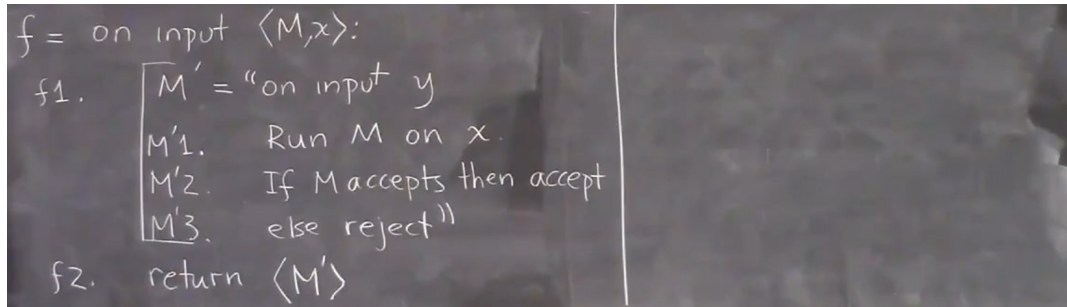 f = on input ⟨M,x⟩:
f1. M' = "on input y
M'1. Run M on x.
M'2. If M accepts then accept
M'3. else reject"
f2. return ⟨M'⟩